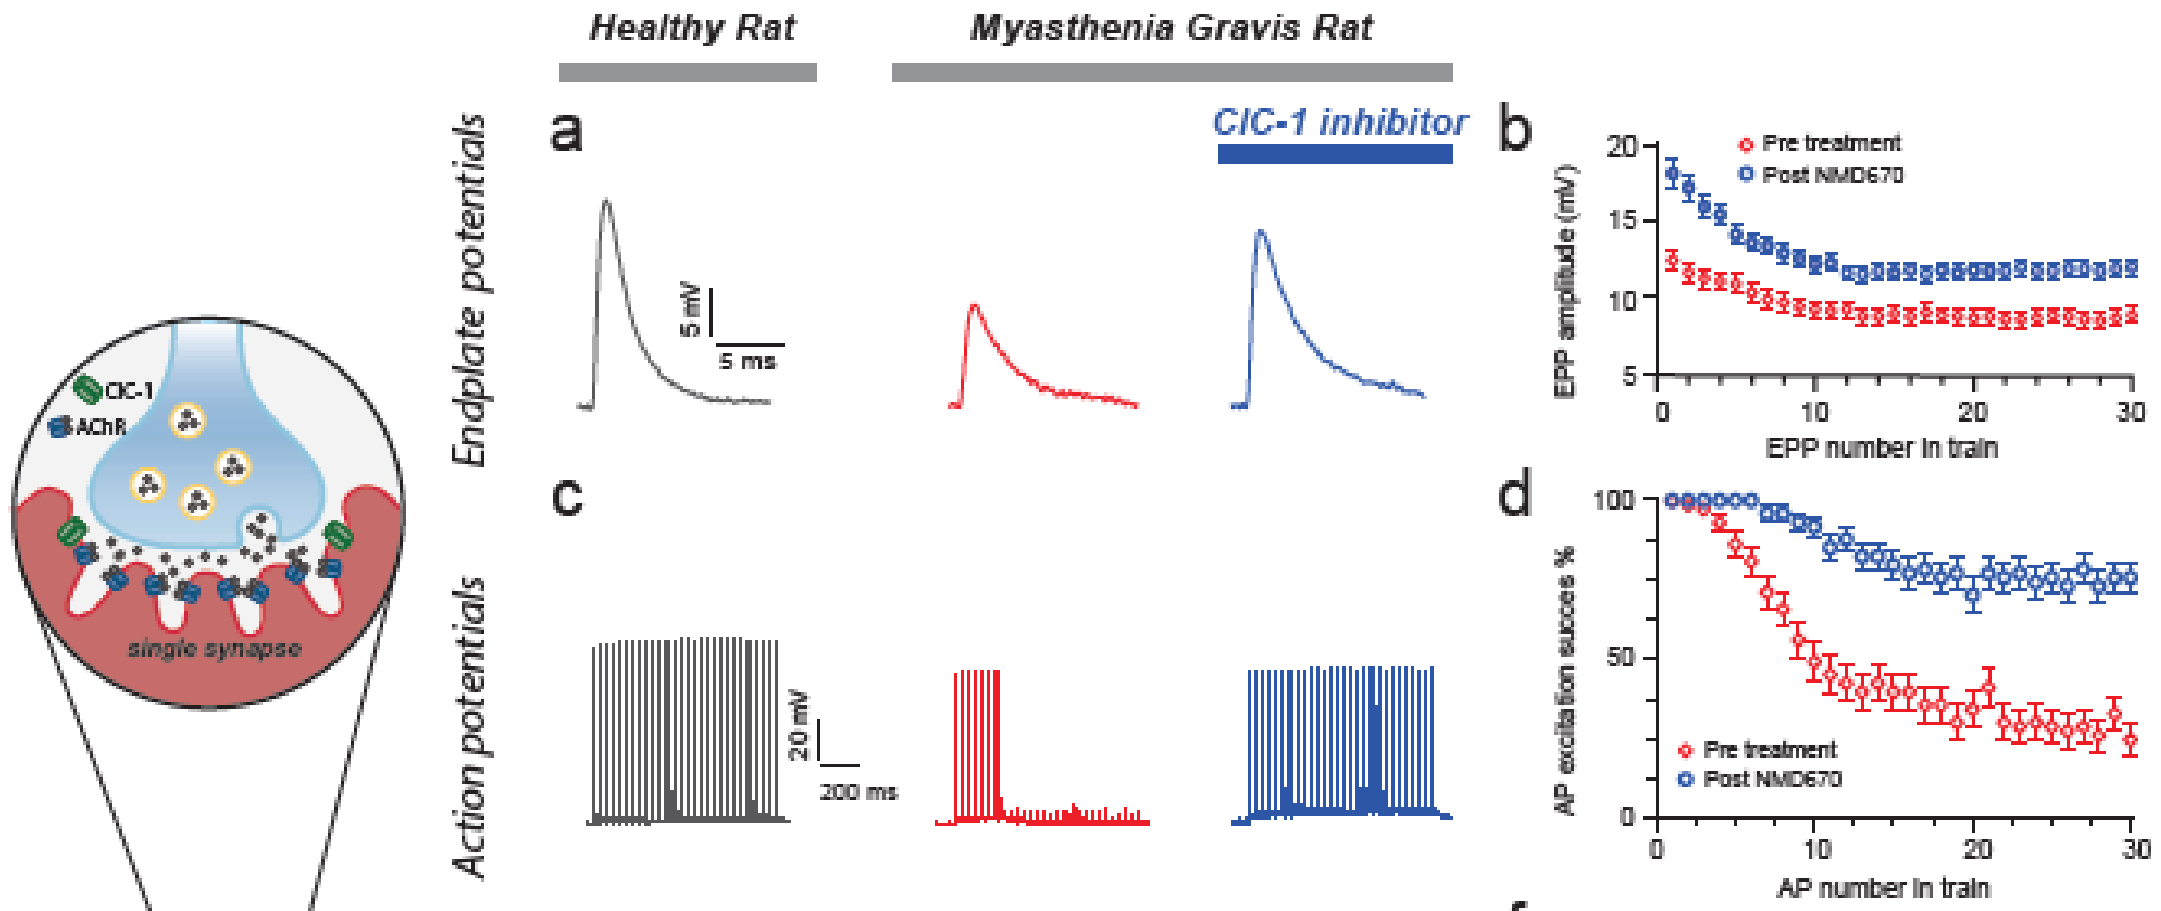 Healthy Rat
Myasthenia Gravis Rat
a
ClC-1 inhibitor
b
Endplate potentials
5 mV
5 ms
20
15
10
5
EPP amplitude (mV)
Pre treatment
Post NMD670
0
10
20
30
EPP number in train
ClC-1
AChR
single synapse
c
Action potentials
20 mV
200 ms
d
100
50
0
AP excitation succes %
Pre treatment
Post NMD670
0
10
20
30
AP number in train